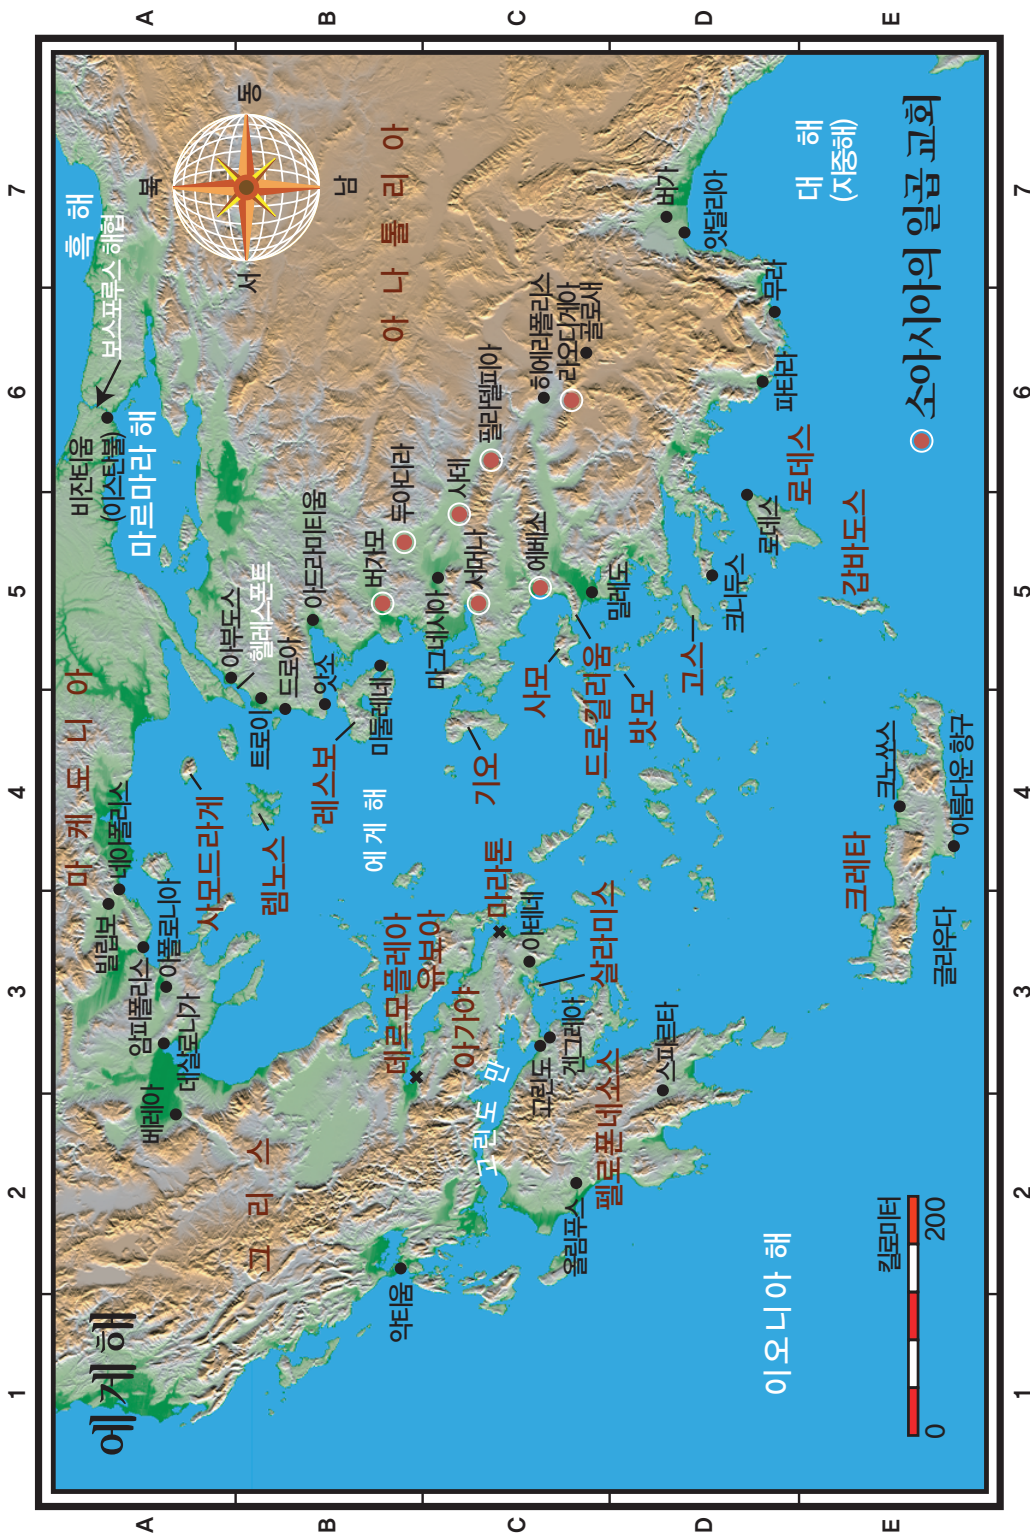 에게해
1
2
3
4
5
6
7
A
B
C
D
E
A
B
C
D
E
1
2
3
4
5
6
7
마케도니아
흑 해
보스포루스 해협
비잔티움
(이스탄불)
마르마라 해
북
서
동
남
빌립보
네아폴리스
암피폴리스
아폴로니아
데살로니가
베레아
사모드라게
렘노스
아부도스
헬레스폰트
트로이
드로아
앗소
아드라미티움
그리스
아나톨리아
레스보
미둘레네
에게 해
버가모
두아디라
악티움
데르모퓔레아
유보아
아가야
마라톤
기오
마그네시아
서머나
사데
필라델피아
고린도 만
고린도
겐그레아
아테네
살라미스
사모
에베소
드로길리움
밀레도
히에라폴리스
라오디게아
골로새
올림푸스
펠로폰네소스
스파르타
밧모
고스
크니두스
로데스
로데스
파타라
무라
버가
앗달리아
이오니아 해
대 해
(지중해)
갑바도스
크레타
크노쏘스
아름다운 항구
글라우다
킬로미터
0
200
소아시아의 일곱 교회